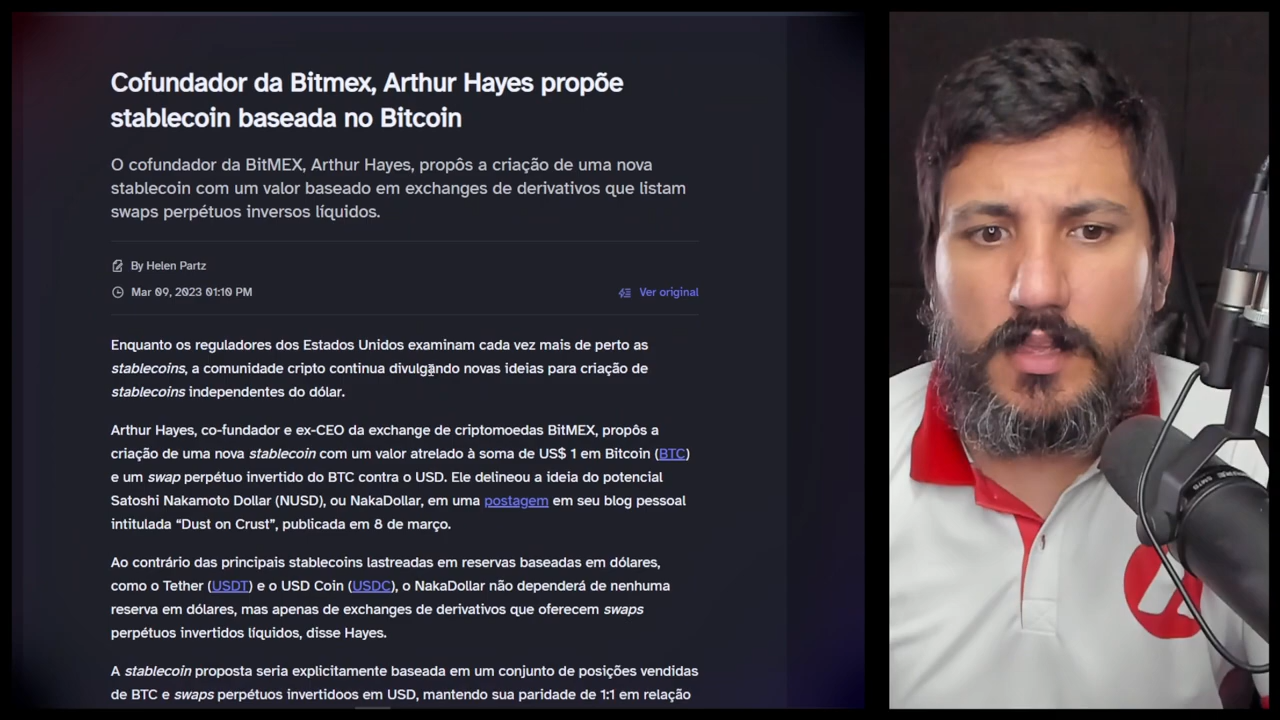 Cofundador da Bitmex, Arthur Hayes propõe
stablecoin baseada no Bitcoin
O cofundador da BitMEX, Arthur Hayes, propôs a criação de uma nova
stablecoin com um valor baseado em exchanges de derivativos que listam
swaps perpétuos inversos líquidos.
By Helen Partz
Mar 09, 2023 01:10 PM
Ver original
Enquanto os reguladores dos Estados Unidos examinam cada vez mais de perto as
stablecoins, a comunidade cripto continua divulgando novas ideias para criação de
stablecoins independentes do dólar.
Arthur Hayes, co-fundador e ex-CEO da exchange de criptomoedas BitMEX, propôs a
criação de uma nova stablecoin com um valor atrelado à soma de US$ 1 em Bitcoin (BTC)
e um swap perpétuo invertido do BTC contra o USD. Ele delineou a ideia do potencial
Satoshi Nakamoto Dollar (NUSD), ou NakaDollar, em uma postagem em seu blog pessoal
intitulada “Dust on Crust”, publicada em 8 de março.
Ao contrário das principais stablecoins lastreadas em reservas baseadas em dólares,
como o Tether (USDT) e o USD Coin (USDC), o NakaDollar não dependerá de nenhuma
reserva em dólares, mas apenas de exchanges de derivativos que oferecem swaps
perpétuos invertidos líquidos, disse Hayes.
A stablecoin proposta seria explicitamente baseada em um conjunto de posições vendidas
de BTC e swaps perpétuos invertidoos em USD, mantendo sua paridade de 1:1 em relação